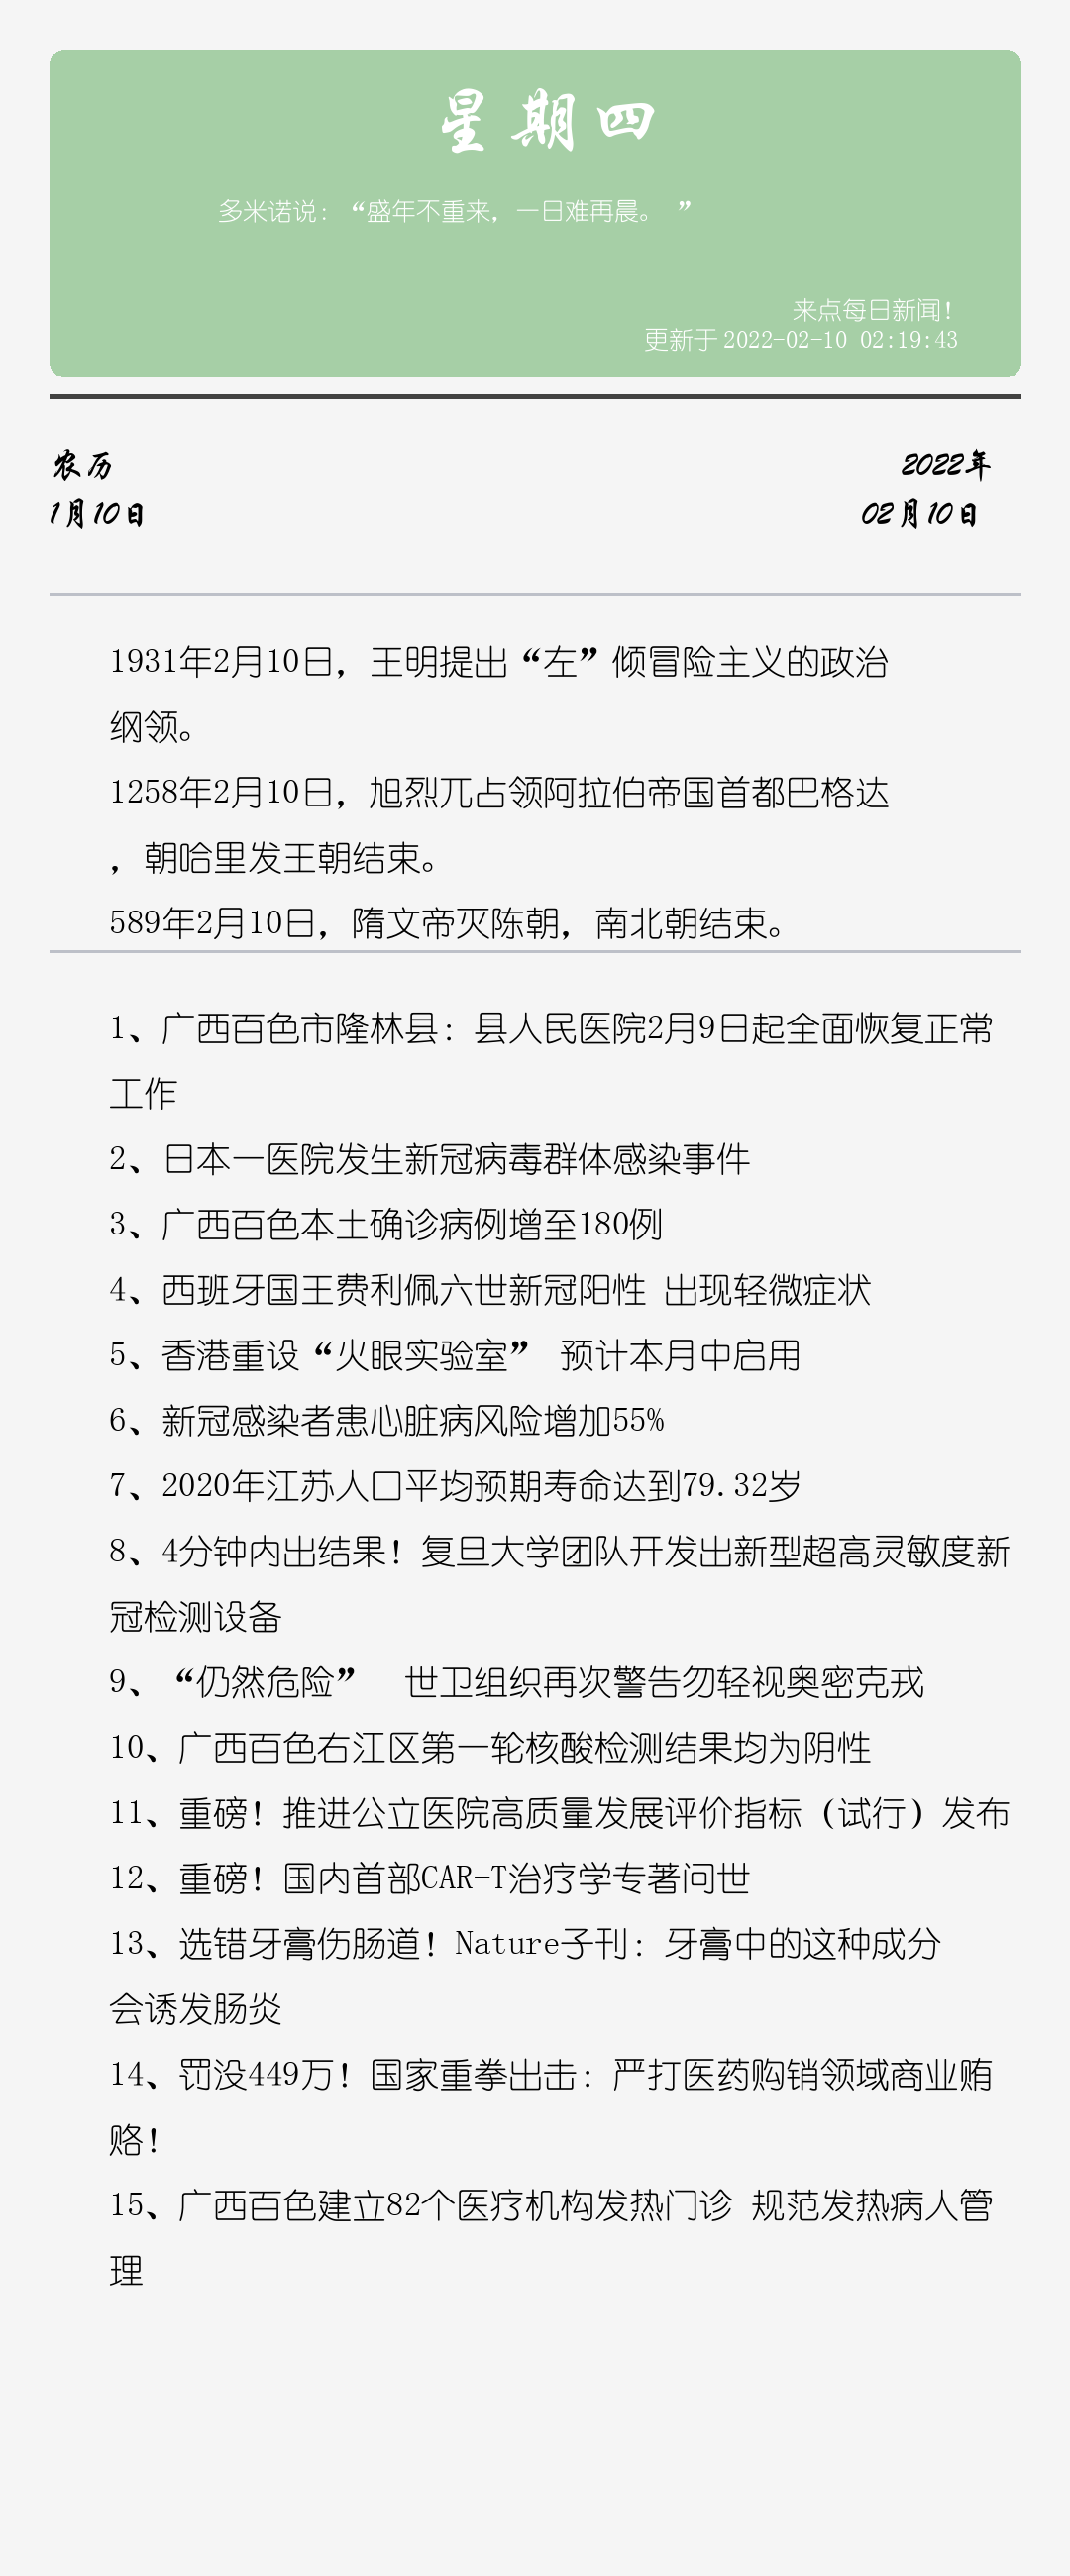 星期四
多米诺说：“盛年不重来，一日难再晨。 ”
来点每日新闻！
更新于 2022-02-10 02:19:43
农历
2022年
1月10日
02月10日
1931年2月10日，王明提出“左”倾冒险主义的政治
纲领。
1258年2月10日，旭烈兀占领阿拉伯帝国首都巴格达
，朝哈里发王朝结束。
589年2月10日，隋文帝灭陈朝，南北朝结束。
1、广西百色市隆林县：县人民医院2月9日起全面恢复正常
工作
2、日本一医院发生新冠病毒群体感染事件
3、广西百色本土确诊病例增至180例
4、西班牙国王费利佩六世新冠阳性 出现轻微症状
5、香港重设“火眼实验室” 预计本月中启用
6、新冠感染者患心脏病风险增加55%
7、2020年江苏人口平均预期寿命达到79.32岁
8、4分钟内出结果！复旦大学团队开发出新型超高灵敏度新
冠检测设备
9、“仍然危险” 世卫组织再次警告勿轻视奥密克戎
10、广西百色右江区第一轮核酸检测结果均为阴性
11、重磅！推进公立医院高质量发展评价指标（试行）发布
12、重磅！国内首部CAR-T治疗学专著问世
13、选错牙膏伤肠道！Nature子刊：牙膏中的这种成分
会诱发肠炎
14、罚没449万！国家重拳出击：严打医药购销领域商业贿
赂！
15、广西百色建立82个医疗机构发热门诊 规范发热病人管
理